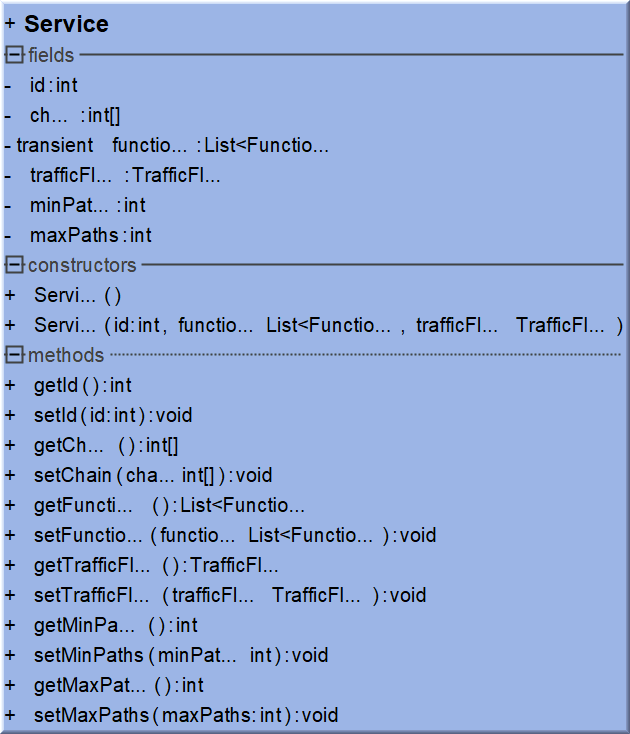 + Service
fields
- id:int
- ch... :int[]
- transient functio... :List<Functio...
- trafficFl... :TrafficFl...
- minPat... :int
- maxPaths:int
constructors
+ Servi... ()
+ Servi... (id:int, functio... List<Functio... , trafficFl... TrafficFl... )
methods
+ getId():int
+ setId(id:int):void
+ getCh... ():int[]
+ setChain(cha... int[]):void
+ getFuncti... ():List<Functio...
+ setFunctio... (functio... List<Functio... ):void
+ getTrafficFl... ():TrafficFl...
+ setTrafficFl... (trafficFl... TrafficFl... ):void
+ getMinPa... ():int
+ setMinPaths(minPat... int):void
+ getMaxPat... ():int
+ setMaxPaths(maxPaths:int):void